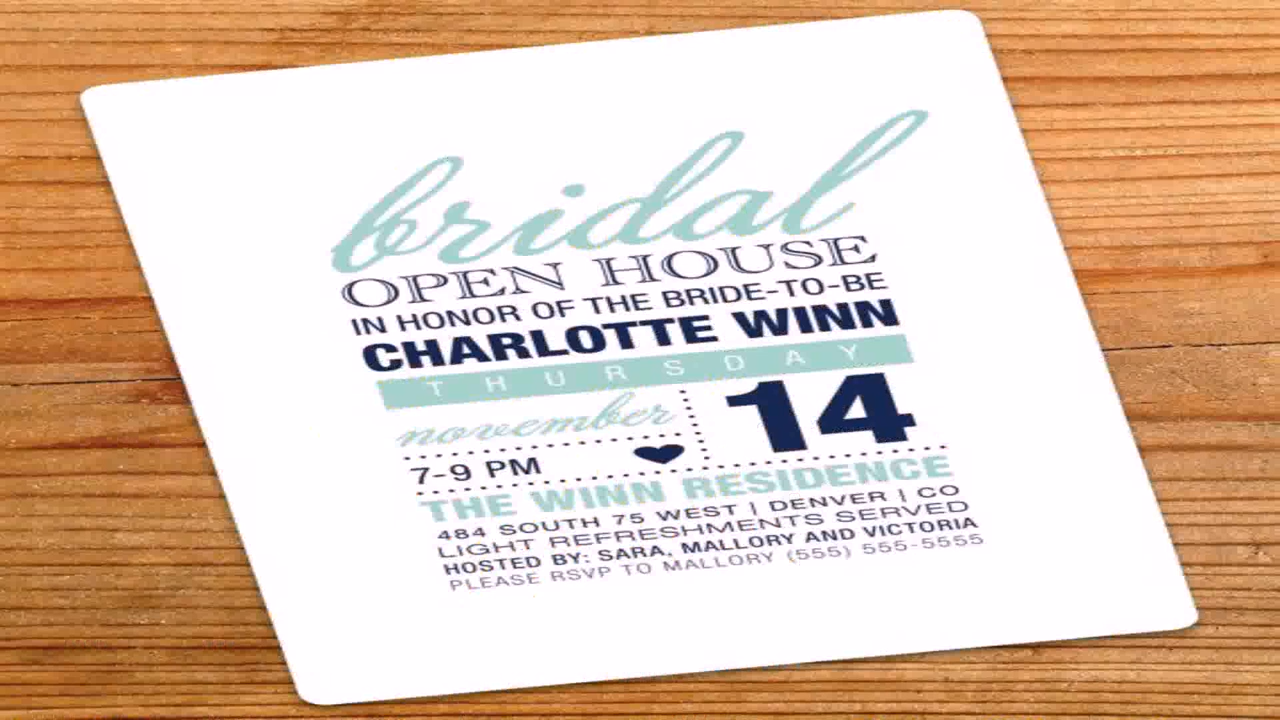 bridal
OPEN HOUSE
IN HONOR OF THE BRIDE-TO-BE
CHARLOTTE WINN
THURSDAY
november 14
7-9 PM
THE WINN RESIDENCE
484 SOUTH 75 WEST | DENVER | CO
LIGHT REFRESHMENTS SERVED
HOSTED BY: SARA, MALLORY AND VICTORIA
PLEASE RSVP TO MALLORY (555) 555-5555